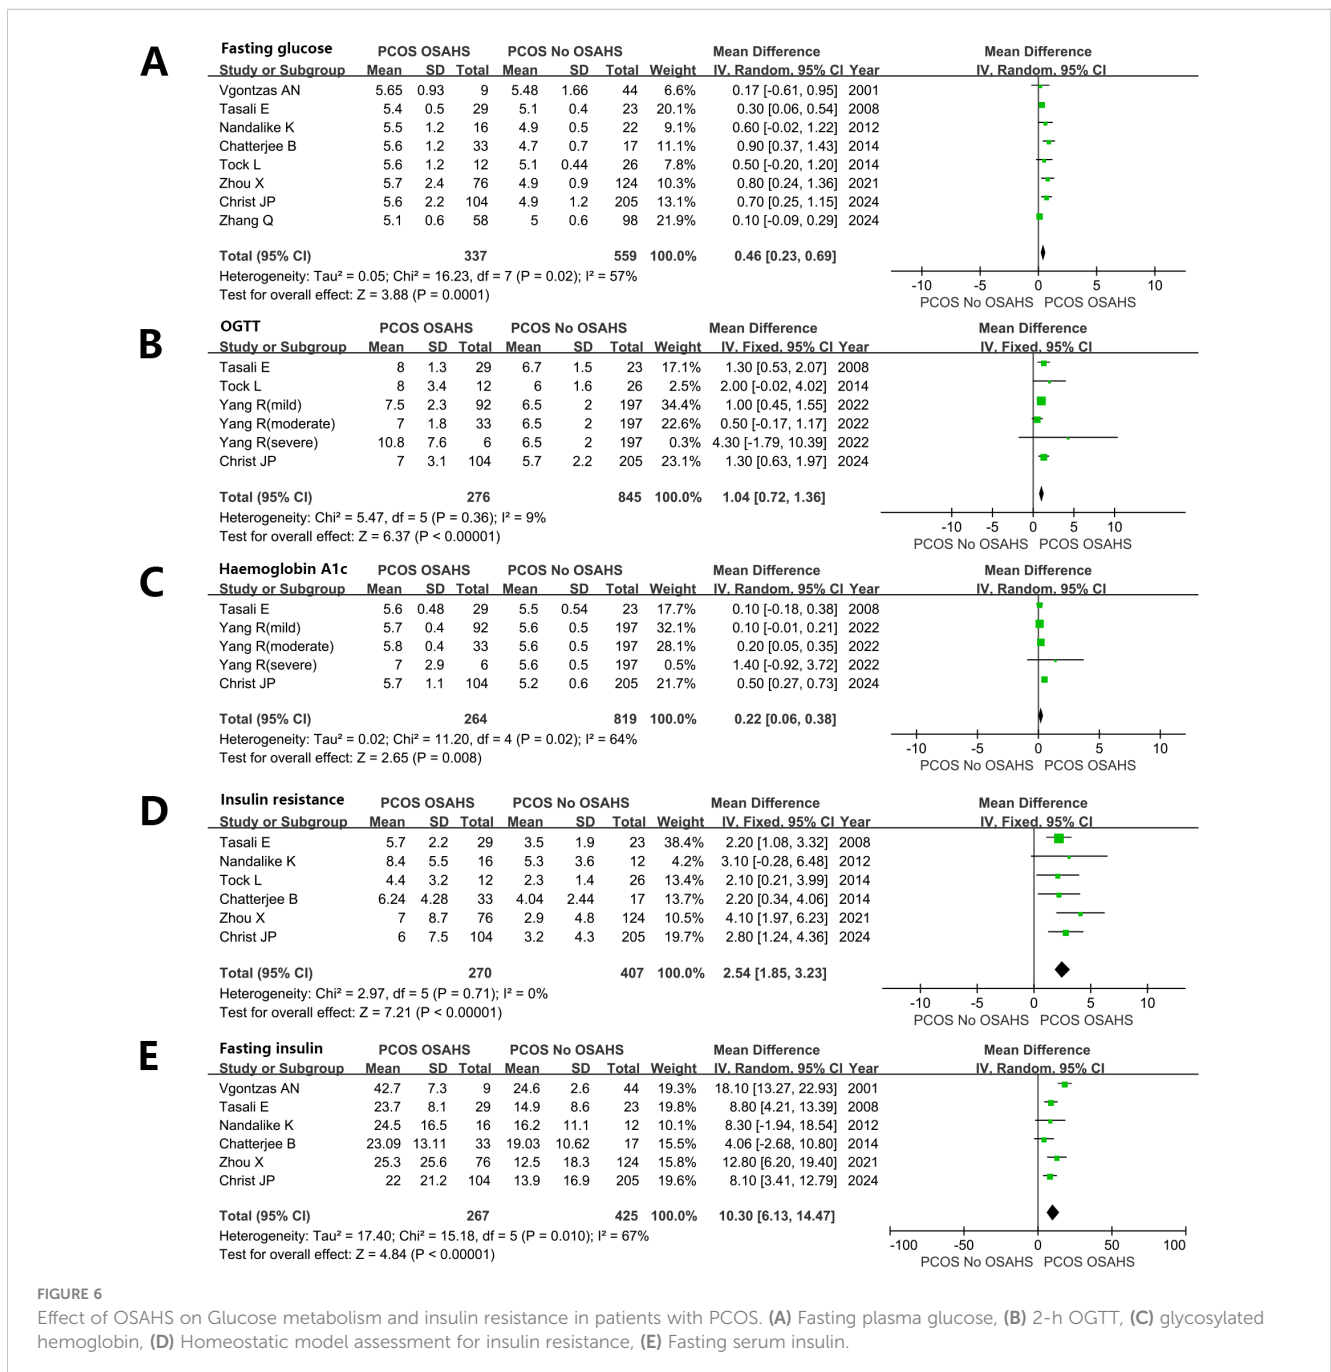 A
Fasting glucose PCOS OSAHS PCOS No OSAHS Mean Difference Mean Difference
Study or Subgroup Mean SD Total Mean SD Total Weight IV, Random, 95% CI Year IV, Random, 95% CI
Vgontzas AN 5.65 0.93 9 5.48 1.66 44 6.6% 0.17 [-0.61, 0.95] 2001
Tasali E 5.4 0.5 29 5.1 0.4 23 20.1% 0.30 [0.06, 0.54] 2008
Nandalike K 5.5 1.2 16 4.9 0.5 22 9.1% 0.60 [-0.02, 1.22] 2012
Chatterjee B 5.6 1.2 33 4.7 0.7 17 11.1% 0.90 [0.37, 1.43] 2014
Tock L 5.6 1.2 12 5.1 0.44 26 7.8% 0.50 [-0.20, 1.20] 2014
Zhou X 5.7 2.4 76 4.9 0.9 124 10.3% 0.80 [0.24, 1.36] 2021
Christ JP 5.6 2.2 104 4.9 1.2 205 13.1% 0.70 [0.25, 1.15] 2024
Zhang Q 5.1 0.6 58 5 0.6 98 21.9% 0.10 [-0.09, 0.29] 2024
Total (95% CI) 337 559 100.0% 0.46 [0.23, 0.69]
Heterogeneity: Tau² = 0.05; Chi² = 16.23, df = 7 (P = 0.02); I² = 57%
Test for overall effect: Z = 3.88 (P = 0.0001)
-10 -5 0 5 10
PCOS No OSAHS PCOS OSAHS
B
OGTT PCOS OSAHS PCOS No OSAHS Mean Difference Mean Difference
Study or Subgroup Mean SD Total Mean SD Total Weight IV, Fixed, 95% CI Year IV, Fixed, 95% CI
Tasali E 8 1.3 29 6.7 1.5 23 17.1% 1.30 [0.53, 2.07] 2008
Tock L 8 3.4 12 6 1.6 26 2.5% 2.00 [-0.02, 4.02] 2014
Yang R(mild) 7.5 2.3 92 6.5 2 197 34.4% 1.00 [0.45, 1.55] 2022
Yang R(moderate) 7 1.8 33 6.5 2 197 22.6% 0.50 [-0.17, 1.17] 2022
Yang R(severe) 10.8 7.6 6 6.5 2 197 0.3% 4.30 [-1.79, 10.39] 2022
Christ JP 7 3.1 104 5.7 2.2 205 23.1% 1.30 [0.63, 1.97] 2024
Total (95% CI) 276 845 100.0% 1.04 [0.72, 1.36]
Heterogeneity: Chi² = 5.47, df = 5 (P = 0.36); I² = 9%
Test for overall effect: Z = 6.37 (P < 0.00001)
-10 -5 0 5 10
PCOS No OSAHS PCOS OSAHS
C
Haemoglobin A1c PCOS OSAHS PCOS No OSAHS Mean Difference Mean Difference
Study or Subgroup Mean SD Total Mean SD Total Weight IV, Random, 95% CI Year IV, Random, 95% CI
Tasali E 5.6 0.48 29 5.5 0.54 23 17.7% 0.10 [-0.18, 0.38] 2008
Yang R(mild) 5.7 0.4 92 5.6 0.5 197 32.1% 0.10 [-0.01, 0.21] 2022
Yang R(moderate) 5.8 0.4 33 5.6 0.5 197 28.1% 0.20 [0.05, 0.35] 2022
Yang R(severe) 7 2.9 6 5.6 0.5 197 0.5% 1.40 [-0.92, 3.72] 2022
Christ JP 5.7 1.1 104 5.2 0.6 205 21.7% 0.50 [0.27, 0.73] 2024
Total (95% CI) 264 819 100.0% 0.22 [0.06, 0.38]
Heterogeneity: Tau² = 0.02; Chi² = 11.20, df = 4 (P = 0.02); I² = 64%
Test for overall effect: Z = 2.65 (P = 0.008)
-10 -5 0 5 10
PCOS No OSAHS PCOS OSAHS
D
Insulin resistance PCOS OSAHS PCOS No OSAHS Mean Difference Mean Difference
Study or Subgroup Mean SD Total Mean SD Total Weight IV, Fixed, 95% CI Year IV, Fixed, 95% CI
Tasali E 5.7 2.2 29 3.5 1.9 23 38.4% 2.20 [1.08, 3.32] 2008
Nandalike K 8.4 5.5 16 5.3 3.6 12 4.2% 3.10 [-0.28, 6.48] 2012
Tock L 4.4 3.2 12 2.3 1.4 26 13.4% 2.10 [0.21, 3.99] 2014
Chatterjee B 6.24 4.28 33 4.04 2.44 17 13.7% 2.20 [0.34, 4.06] 2014
Zhou X 7 8.7 76 2.9 4.8 124 10.5% 4.10 [1.97, 6.23] 2021
Christ JP 6 7.5 104 3.2 4.3 205 19.7% 2.80 [1.24, 4.36] 2024
Total (95% CI) 270 407 100.0% 2.54 [1.85, 3.23]
Heterogeneity: Chi² = 2.97, df = 5 (P = 0.71); I² = 0%
Test for overall effect: Z = 7.21 (P < 0.00001)
-10 -5 0 5 10
PCOS No OSAHS PCOS OSAHS
E
Fasting insulin PCOS OSAHS PCOS No OSAHS Mean Difference Mean Difference
Study or Subgroup Mean SD Total Mean SD Total Weight IV, Random, 95% CI Year IV, Random, 95% CI
Vgontzas AN 42.7 7.3 9 24.6 2.6 44 19.3% 18.10 [13.27, 22.93] 2001
Tasali E 23.7 8.1 29 14.9 8.6 23 19.8% 8.80 [4.21, 13.39] 2008
Nandalike K 24.5 16.5 16 16.2 11.1 12 10.1% 8.30 [-1.94, 18.54] 2012
Chatterjee B 23.09 13.11 33 19.03 10.62 17 15.5% 4.06 [-2.68, 10.80] 2014
Zhou X 25.3 25.6 76 12.5 18.3 124 15.8% 12.80 [6.20, 19.40] 2021
Christ JP 22 21.2 104 13.9 16.9 205 19.6% 8.10 [3.41, 12.79] 2024
Total (95% CI) 267 425 100.0% 10.30 [6.13, 14.47]
Heterogeneity: Tau² = 17.40; Chi² = 15.18, df = 5 (P = 0.010); I² = 67%
Test for overall effect: Z = 4.84 (P < 0.00001)
-100 -50 0 50 100
PCOS No OSAHS PCOS OSAHS
FIGURE 6
Effect of OSAHS on Glucose metabolism and insulin resistance in patients with PCOS. (A) Fasting plasma glucose, (B) 2-h OGTT, (C) glycosylated
hemoglobin, (D) Homeostatic model assessment for insulin resistance, (E) Fasting serum insulin.